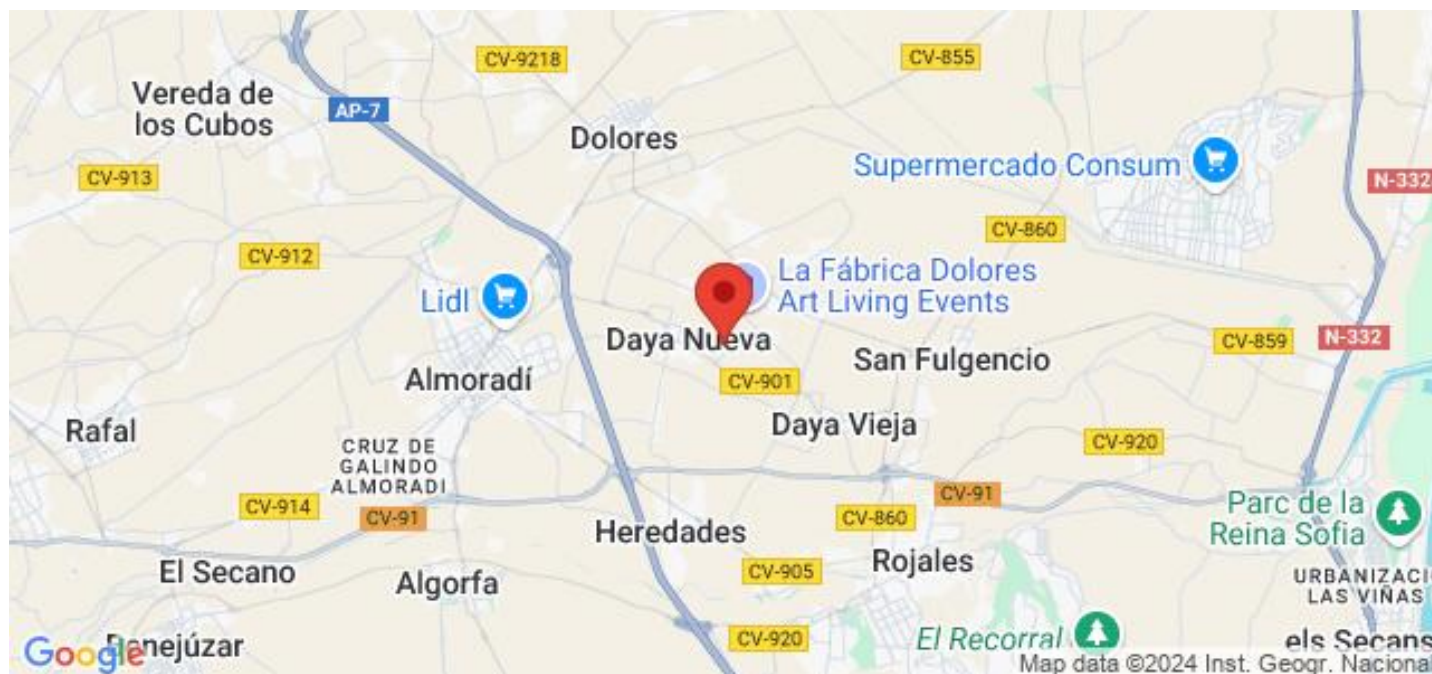 CV-9218
CV-855
Vereda de
los Cubos
AP-7
Dolores
Supermercado Consum
CV-913
N-332
CV-860
CV-912
La Fábrica Dolores
Art Living Events
Lidl
Daya Nueva
CV-859
N-332
San Fulgencio
Almoradí
CV-901
Rafal
Daya Vieja
CRUZ DE
GALINDO
ALMORADI
CV-920
CV-914
CV-91
CV-91
CV-860
Parc de la
Reina Sofia
Heredades
Rojales
El Secano
Algorfa
CV-905
URBANIZACI
LAS VIÑAS
CV-920
El Recorral
els Secans
Google
enejúzar
Map data ©2024 Inst. Geogr. Nacional